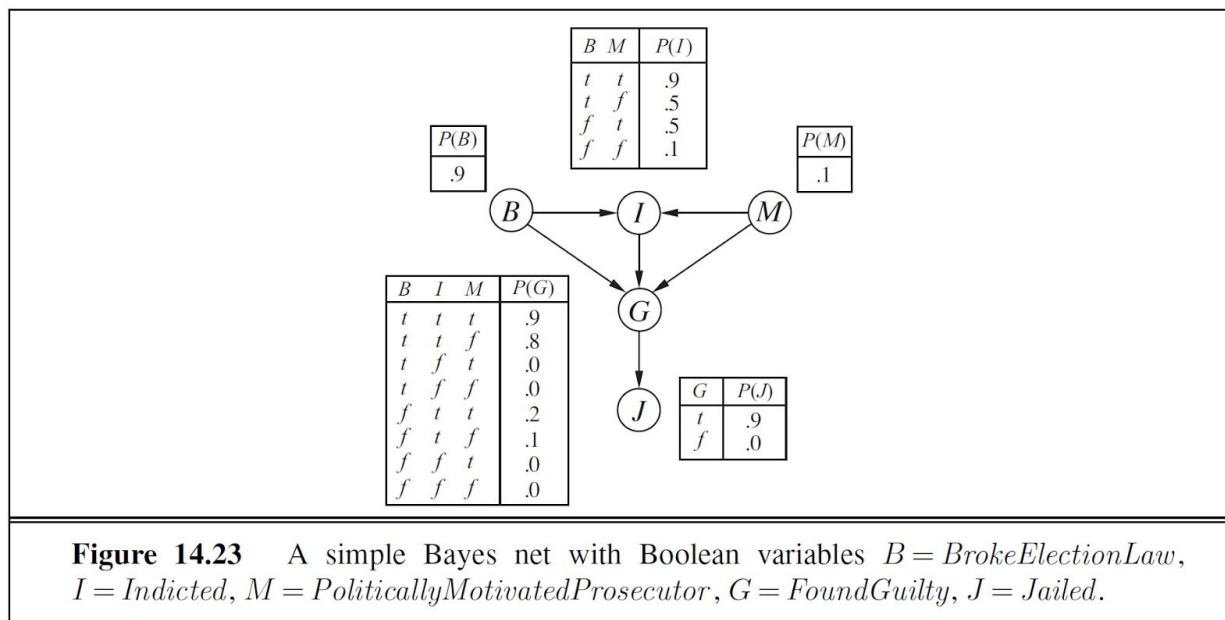 B M P(I)
t t .9
t f .5
f t .5
f f .1
P(B)
.9
P(M)
.1
B
I
M
B I M P(G)
t t t .9
t t f .8
t f t .0
t f f .0
f t t .2
f t f .1
f f t .0
f f f .0
G
J
G P(J)
t .9
f .0
Figure 14.23 A simple Bayes net with Boolean variables B = BrokeElectionLaw,
I = Indicted, M = PoliticallyMotivatedProsecutor, G = FoundGuilty, J = Jailed.